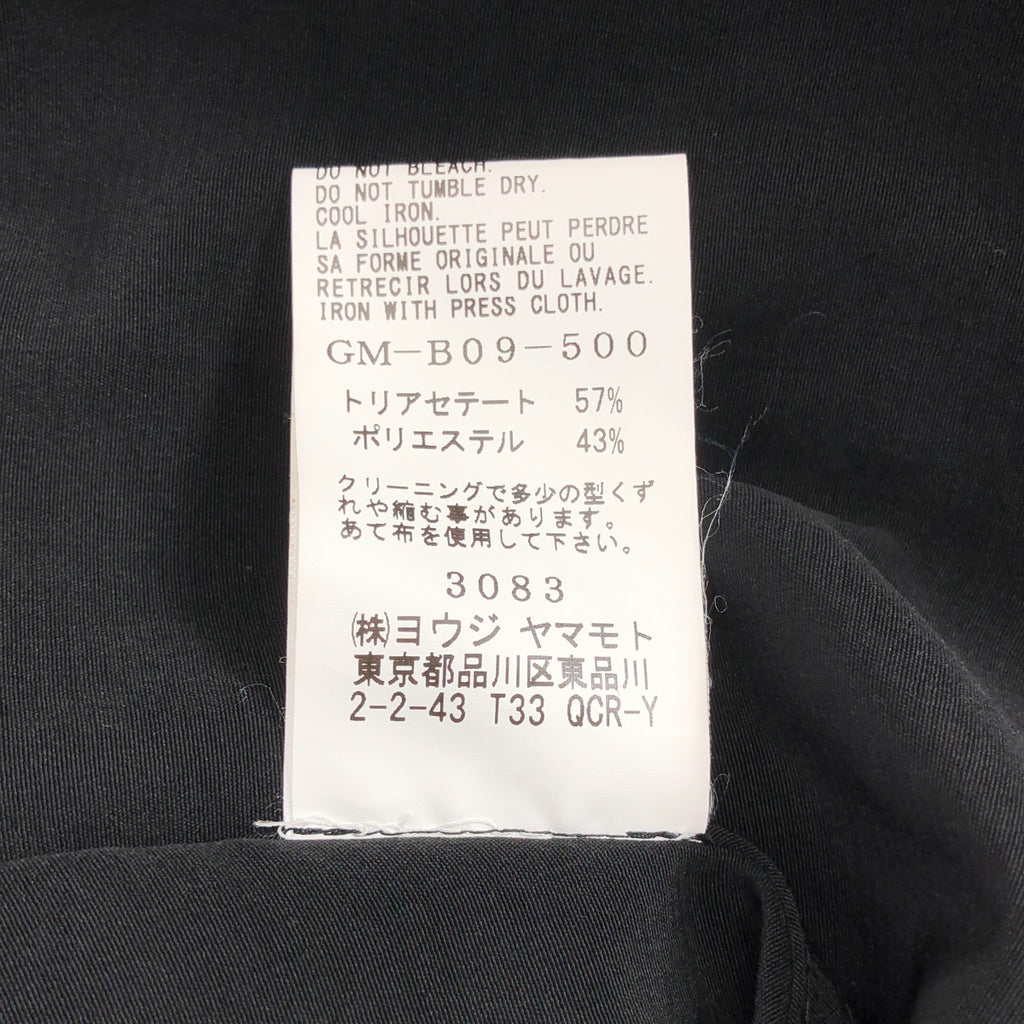 DO NOT BLEACH.
DO NOT TUMBLE DRY.
COOL IRON.
LA SILHOUETTE PEUT PERDRE
SA FORME ORIGINALE OU
RETRECIR LORS DU LAVAGE.
IRON WITH PRESS CLOTH.
GM-B09-500
トリアセテート 57%
ポリエステル 43%
クリーニングで多少の型くず
れや縮む事があります。
あて布を使用して下さい。
3083
㈱ヨウジ ヤマモト
東京都品川区東品川
2-2-43 T33 QCR-Y